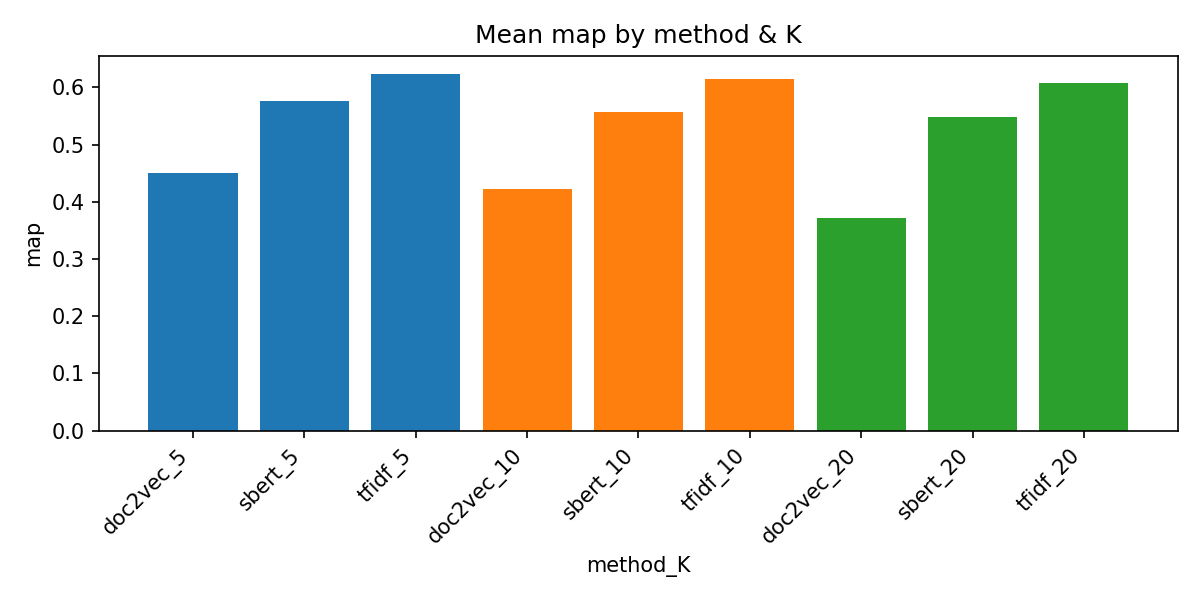 Mean map by method & K
map
0.6
0.5
0.4
0.3
0.2
0.1
0.0
doc2vec_5
sbert_5
tfidf_5
doc2vec_10
sbert_10
tfidf_10
doc2vec_20
sbert_20
tfidf_20
method_K